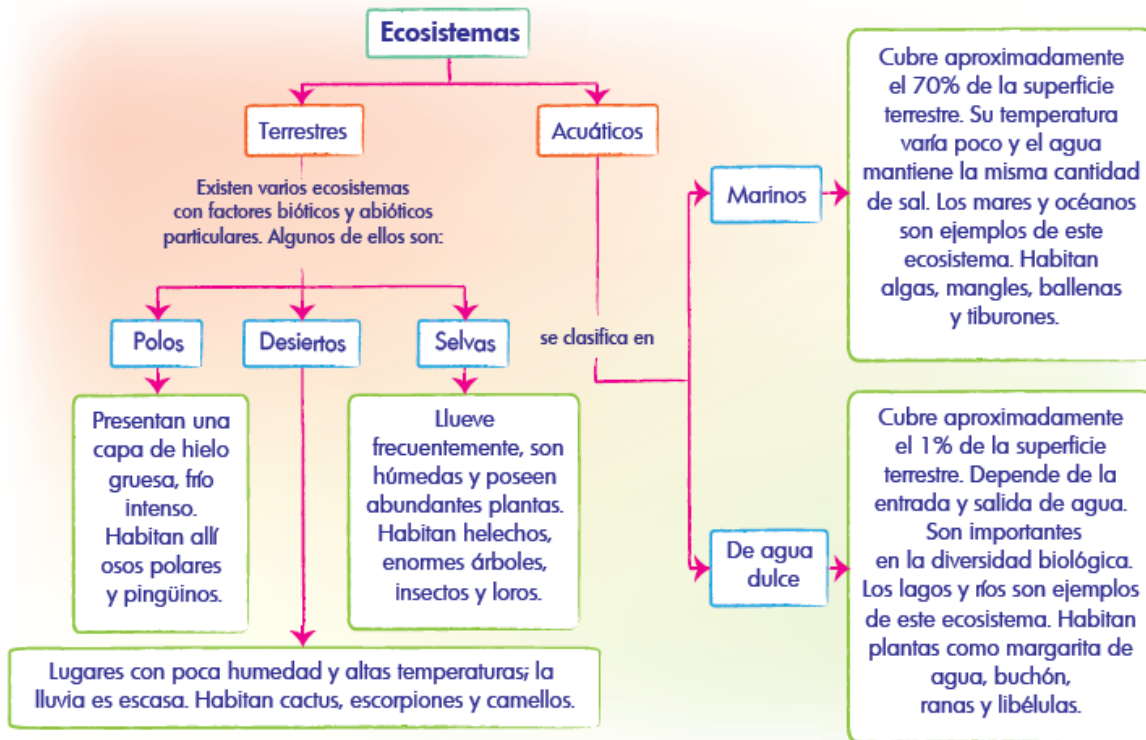 Ecosistemas
Terrestres
Acuáticos
Existen varios ecosistemas
con factores bióticos y abióticos
particulares. Algunos de ellos son:
Polos
Desiertos
Selvas
Presentan una
capa de hielo
gruesa, frío
intenso.
Habitan allí
osos polares
y pingüinos.
Llueve
frecuentemente, son
húmedas y poseen
abundantes plantas.
Habitan helechos,
enormes árboles,
insectos y loros.
Lugares con poca humedad y altas temperaturas; la
lluvia es escasa. Habitan cactus, escorpiones y camellos.
se clasifica en
Marinos
Cubre aproximadamente
el 70% de la superficie
terrestre. Su temperatura
varía poco y el agua
mantiene la misma cantidad
de sal. Los mares y océanos
son ejemplos de este
ecosistema. Habitan
algas, mangles, ballenas
y tiburones.
De agua
dulce
Cubre aproximadamente
el 1% de la superficie
terrestre. Depende de la
entrada y salida de agua.
Son importantes
en la diversidad biológica.
Los lagos y ríos son ejemplos
de este ecosistema. Habitan
plantas como margarita de
agua, buchón,
ranas y libélulas.